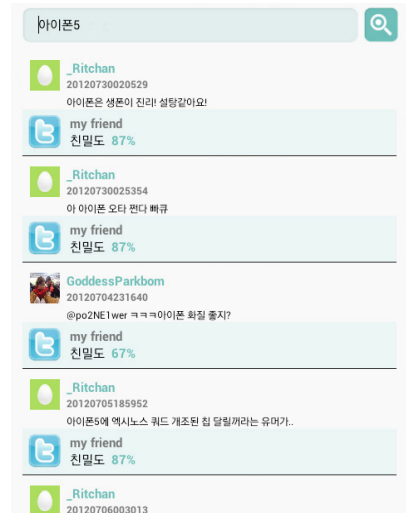 아이폰5
_Ritchan
20120730020529
아이폰은 생폰이 진리! 설탕같아요!
my friend
친밀도 87%
_Ritchan
20120730025354
아 아이폰 오타 쩐다 빠큐
my friend
친밀도 87%
GoddessParkbom
20120704231640
@po2NE1wer ㅋㅋㅋ아이폰 화질 좋지?
my friend
친밀도 67%
_Ritchan
20120705185952
아이폰5에 엑시노스 쿼드 개조된 칩 달릴꺼라는 유머가..
my friend
친밀도 87%
_Ritchan
20120706003013